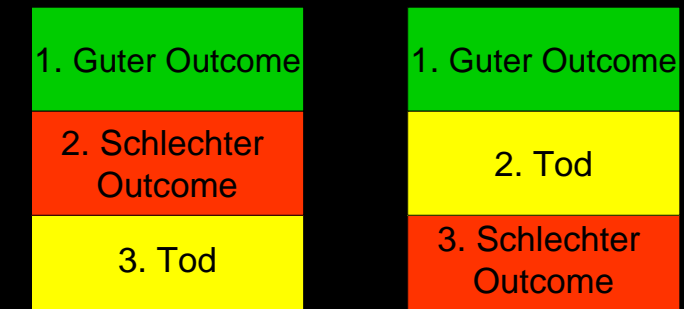 1. Guter Outcome
2. Schlechter
Outcome
3. Tod
1. Guter Outcome
2. Tod
3. Schlechter
Outcome